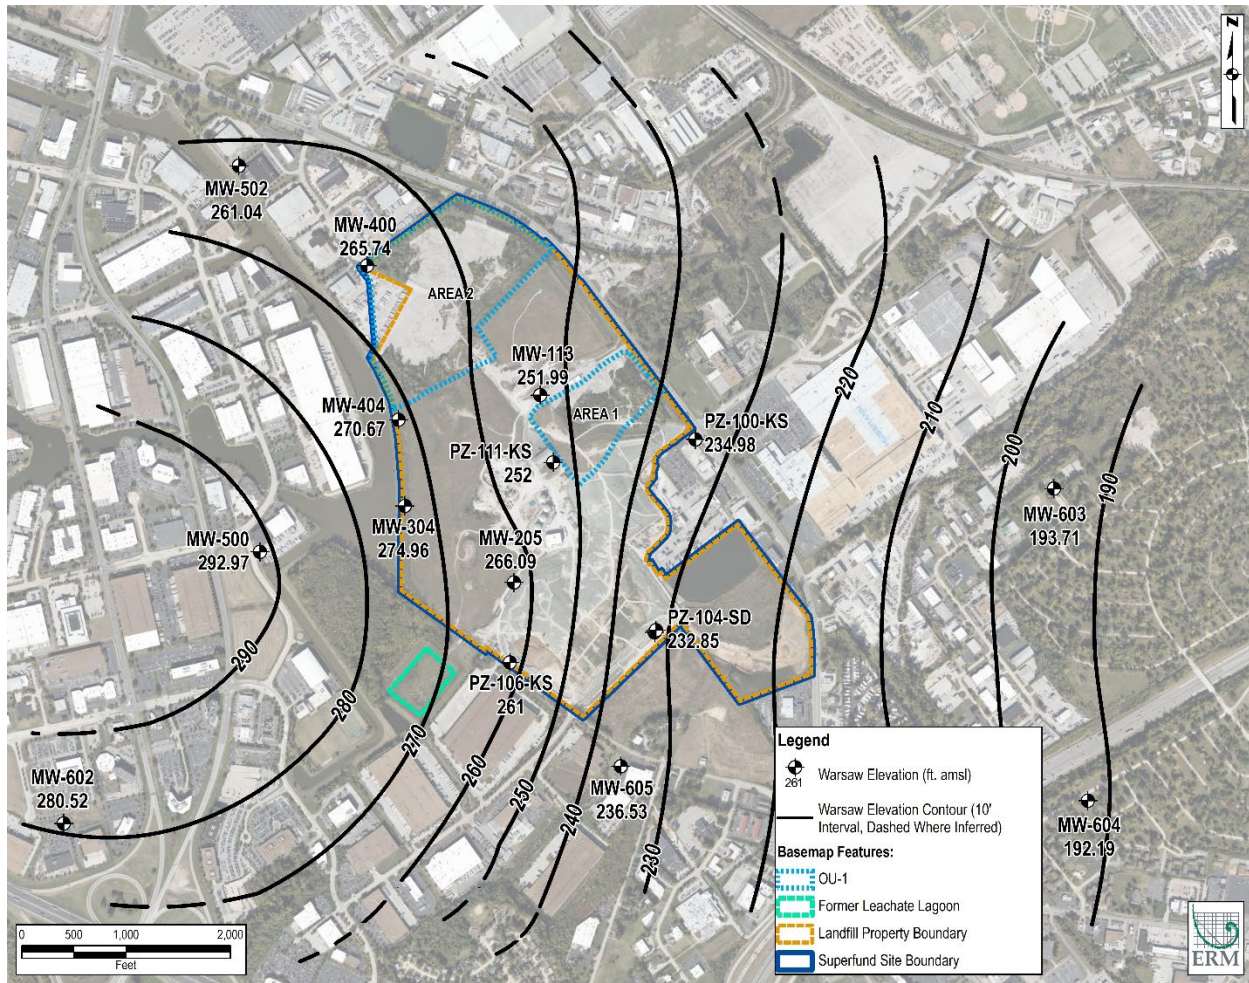 N
MW-502
261.04
MW-400
265.74
AREA 2
MW-113
251.99
AREA 1
MW-404
270.67
PZ-111-KS
252
PZ-100-KS
234.98
220
210
200
190
MW-603
193.71
MW-304
274.96
MW-500
292.97
MW-205
266.09
PZ-104-SD
232.85
PZ-106-KS
261
290
280
270
260
250
240
230
MW-602
280.52
MW-605
236.53
MW-604
192.19
Legend
261
Warsaw Elevation (ft. amsl)
Warsaw Elevation Contour (10'
Interval, Dashed Where Inferred)
Basemap Features:
OU-1
Former Leachate Lagoon
Landfill Property Boundary
Superfund Site Boundary
0 500 1,000 2,000
Feet
ERM